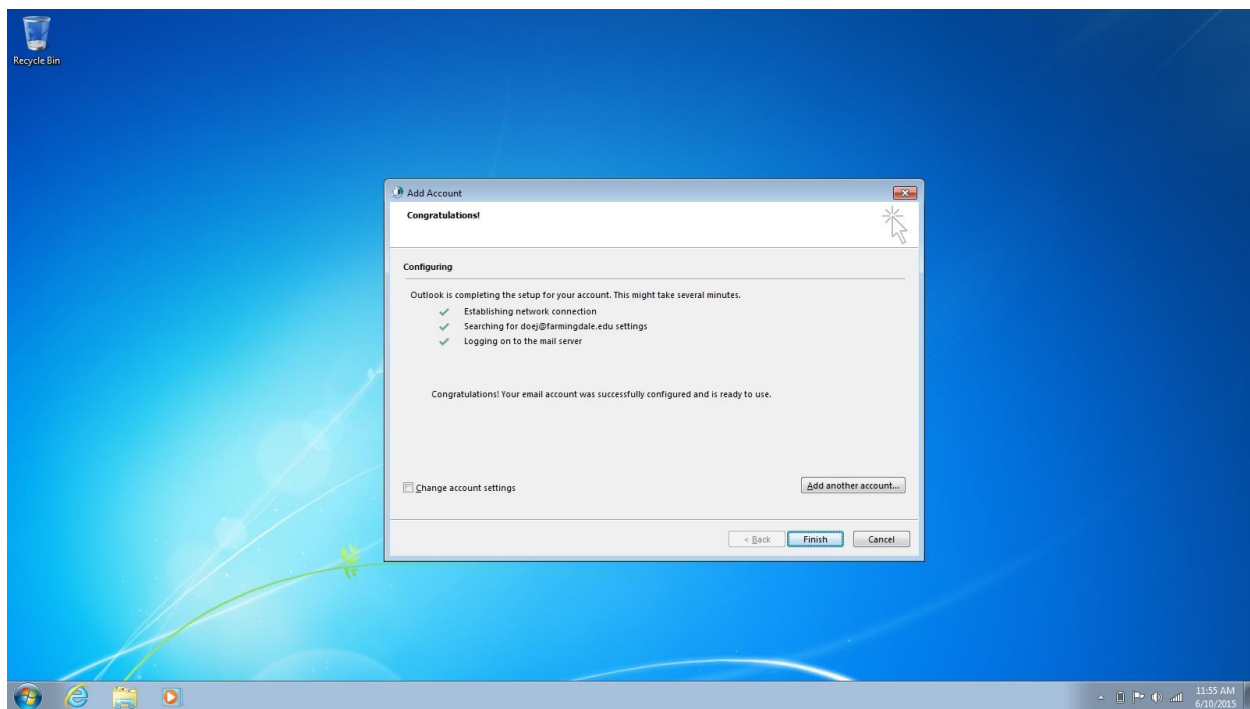 Recycle Bin
Add Account
Congratulations!
Configuring
Outlook is completing the setup for your account. This might take several minutes.
Establishing network connection
Searching for doej@farmingdale.edu settings
Logging on to the mail server
Congratulations! Your email account was successfully configured and is ready to use.
Change account settings
Add another account...
< Back
Finish
Cancel
11:55 AM
6/10/2015